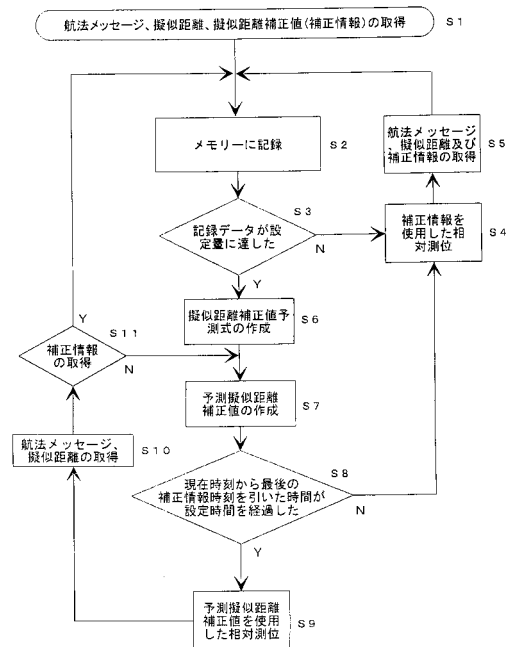 航法メッセージ、擬似距離、擬似距離補正値(補正情報)の取得
S1
Y
メモリーに記録
S2
航法メッセージ
、擬似距離及び
補正情報の取得
S5
S3
記録データが設
定量に達した
N
補正情報を
使用した相
対測位
S4
Y
擬似距離補正値予
測式の作成
S6
Y
S11
補正情報
の取得
N
予測擬似距離
補正値の作成
S7
航法メッセージ、
擬似距離の取得
S10
S8
現在時刻から最後の
補正情報時刻を引いた時間が
設定時間を経過した
N
Y
予測擬似距離
補正値を使用
した相対測位
S9